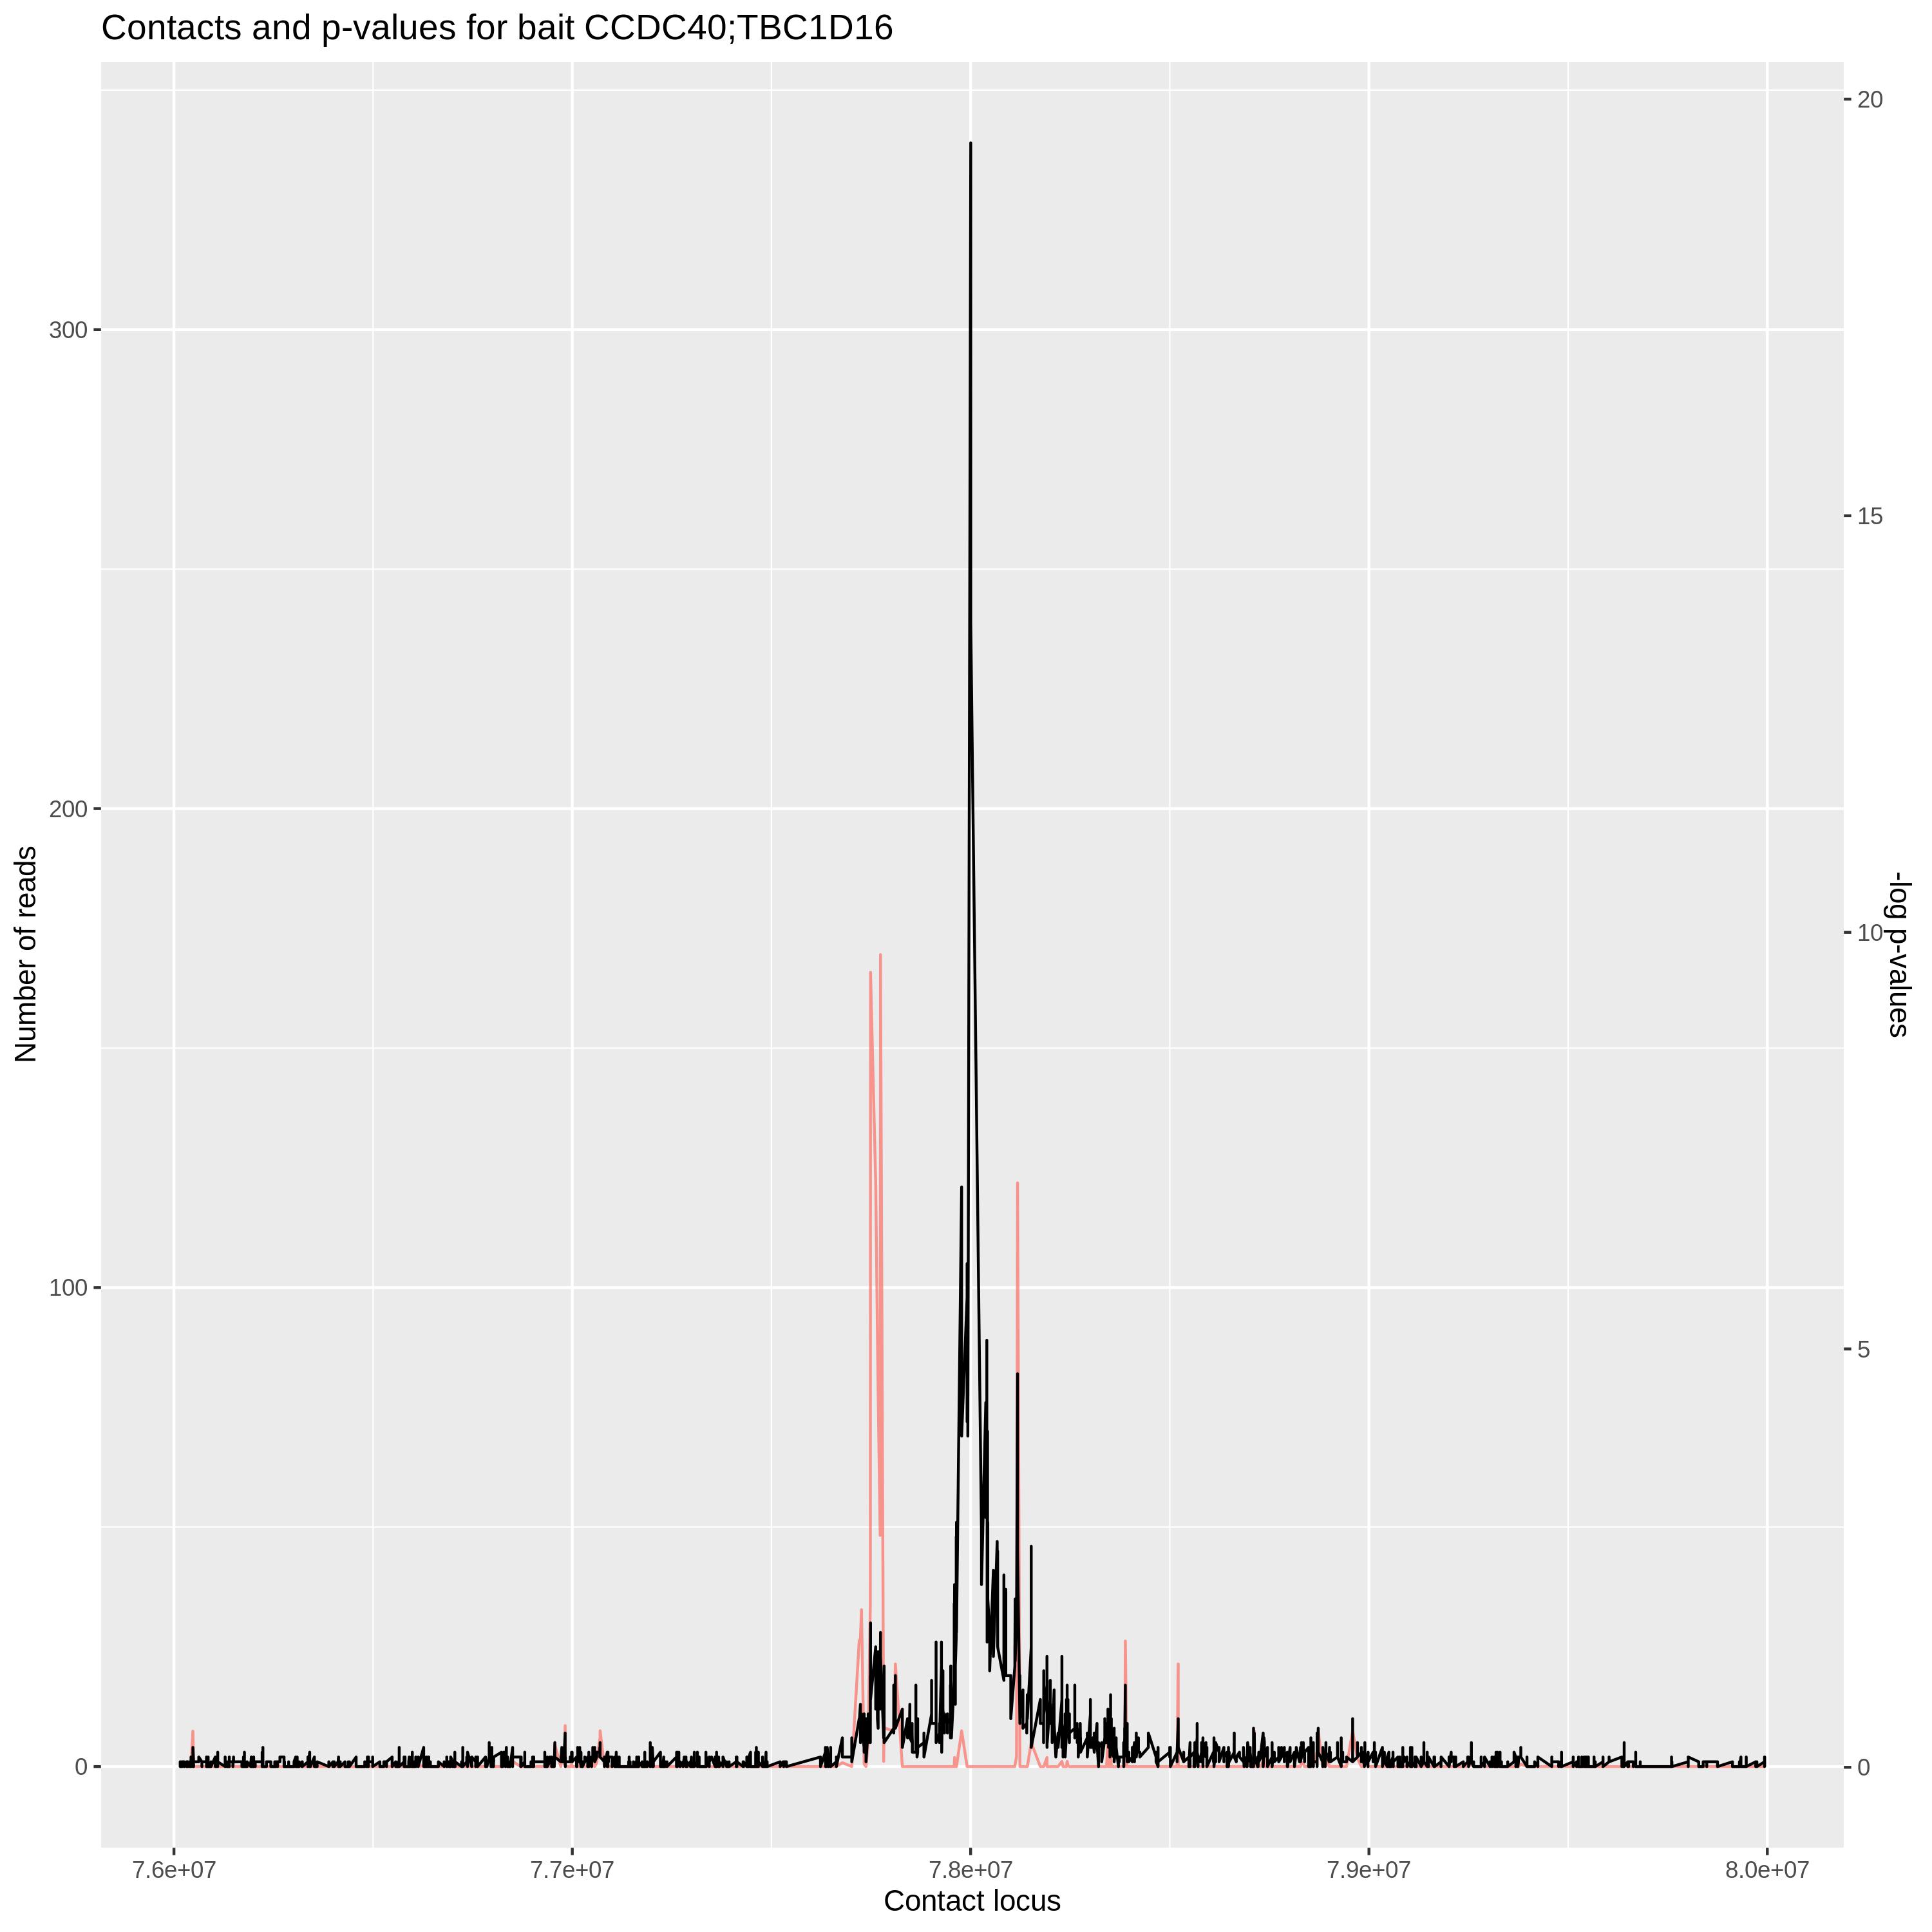 Contacts and p-values for bait CCDC40;TBC1D16
Number of reads
300
200
100
0
20
15
10
5
0
-log p-values
7.6e+07
7.7e+07
7.8e+07
7.9e+07
8.0e+07
Contact locus